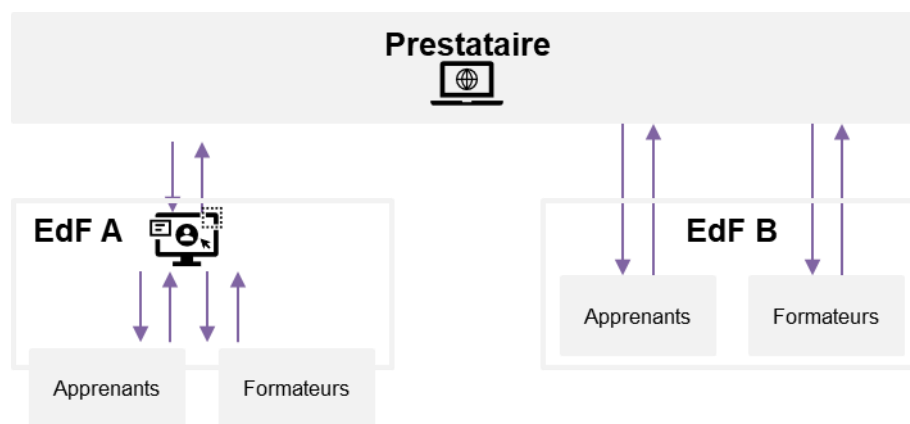 Prestataire
EdF A
EdF B
Apprenants
Formateurs
Apprenants
Formateurs